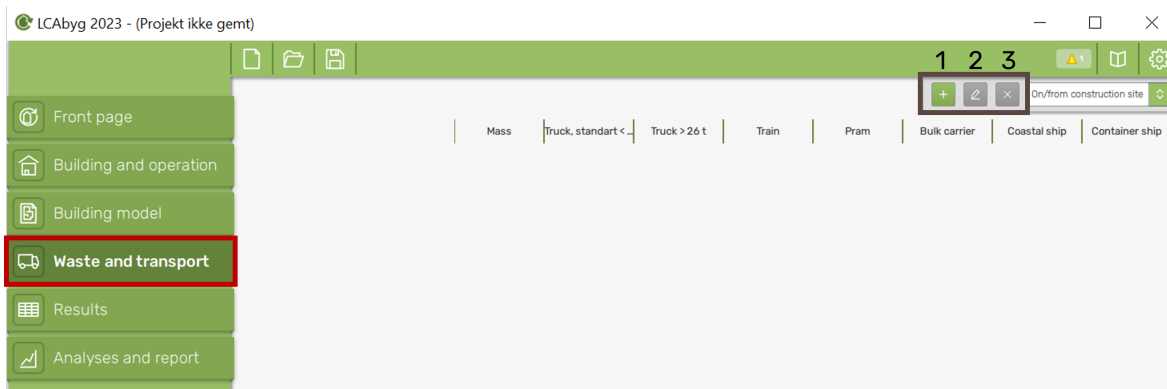 LCAbyg 2023 - (Projekt ikke gemt)
1 2 3
1
On/from construction site
Mass Truck, standart < ... Truck > 26 t Train Pram Bulk carrier Coastal ship Container ship
Front page
Building and operation
Building model
Waste and transport
Results
Analyses and report